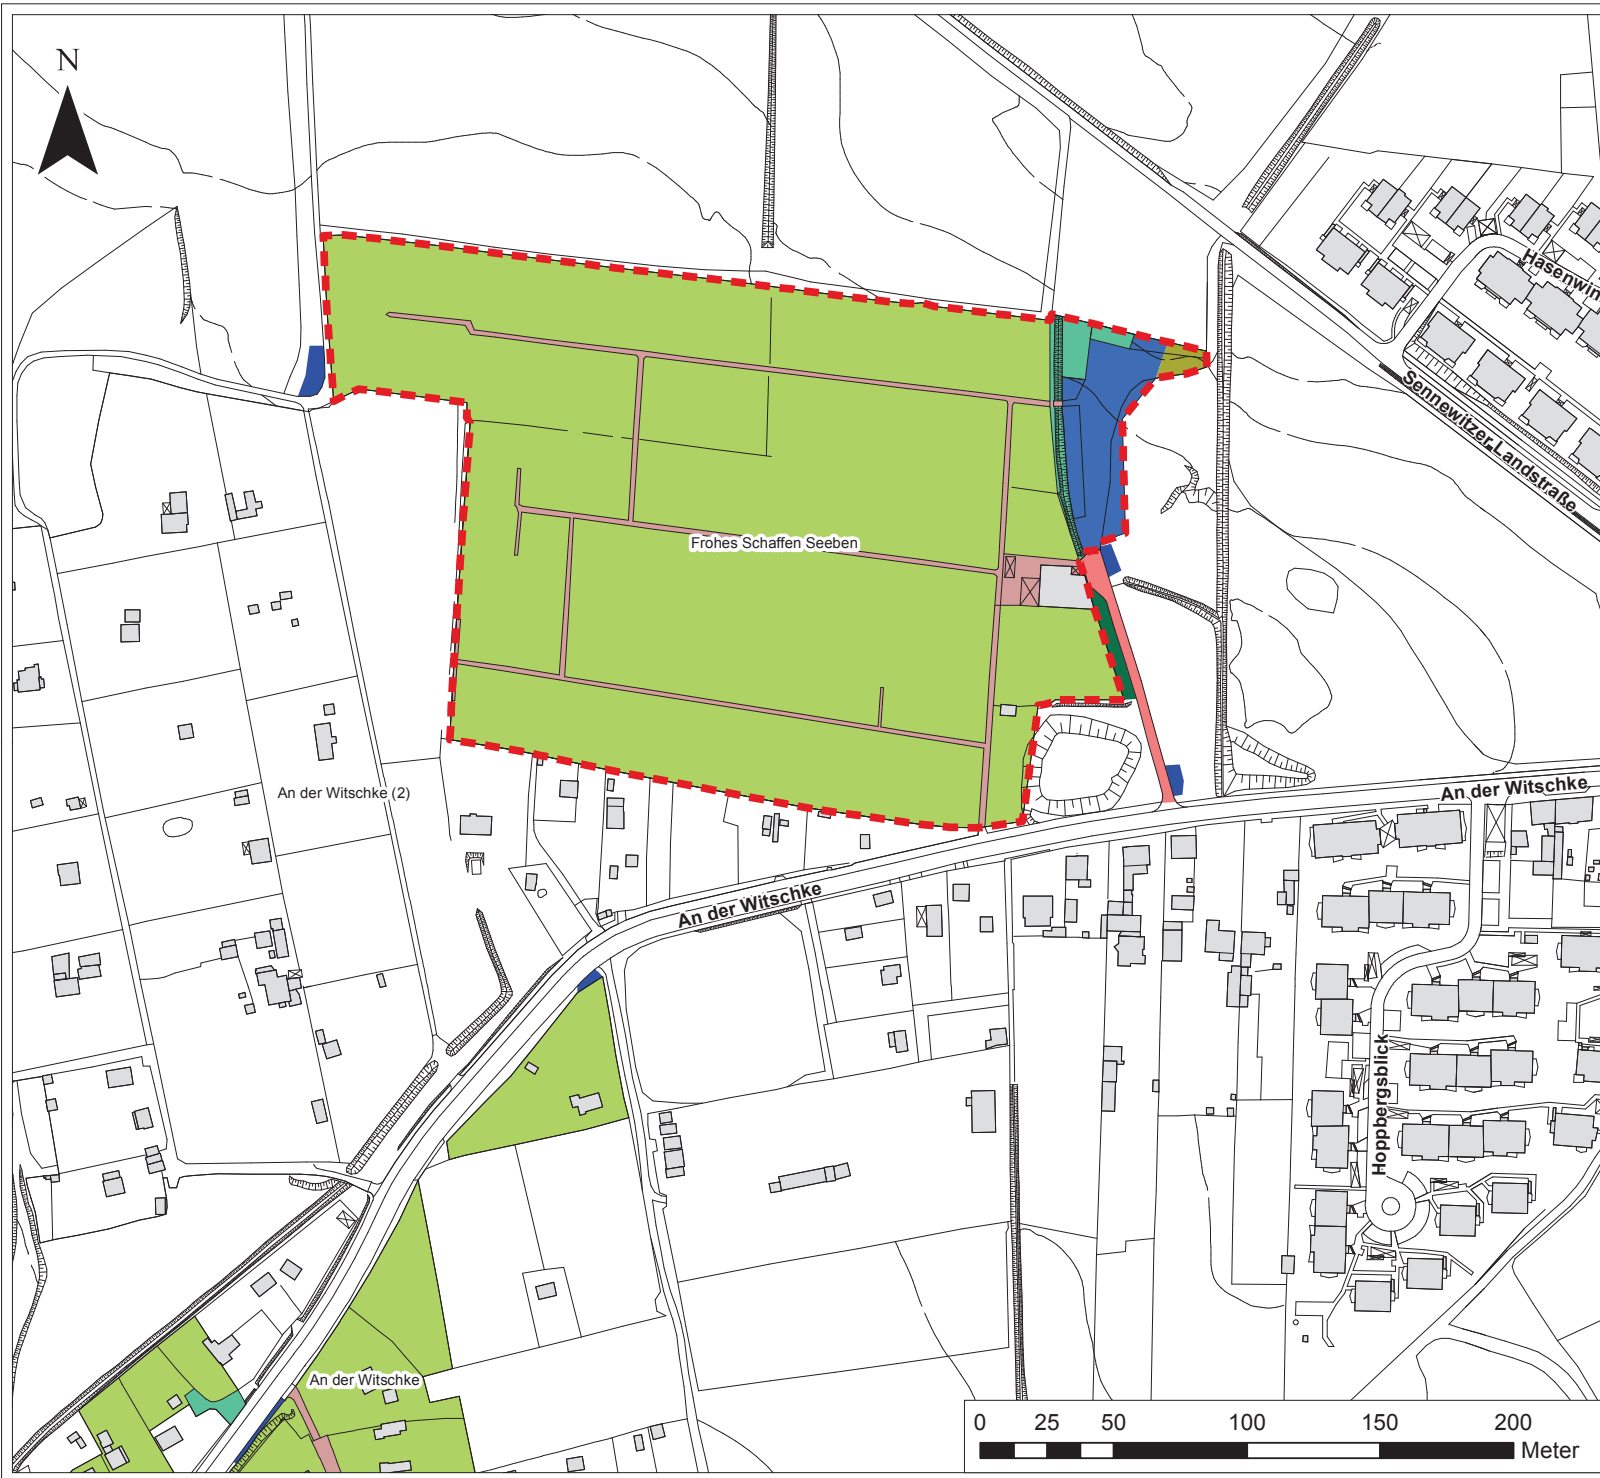 N
Hasenwin
Sennewitzer Landstraße
Frohes Schaffen Seeben
An der Witschke (2)
An der Witschke
An der Witschke
Hoppbergsblick
An der Witschke
0 25 50 100 150 200
Meter